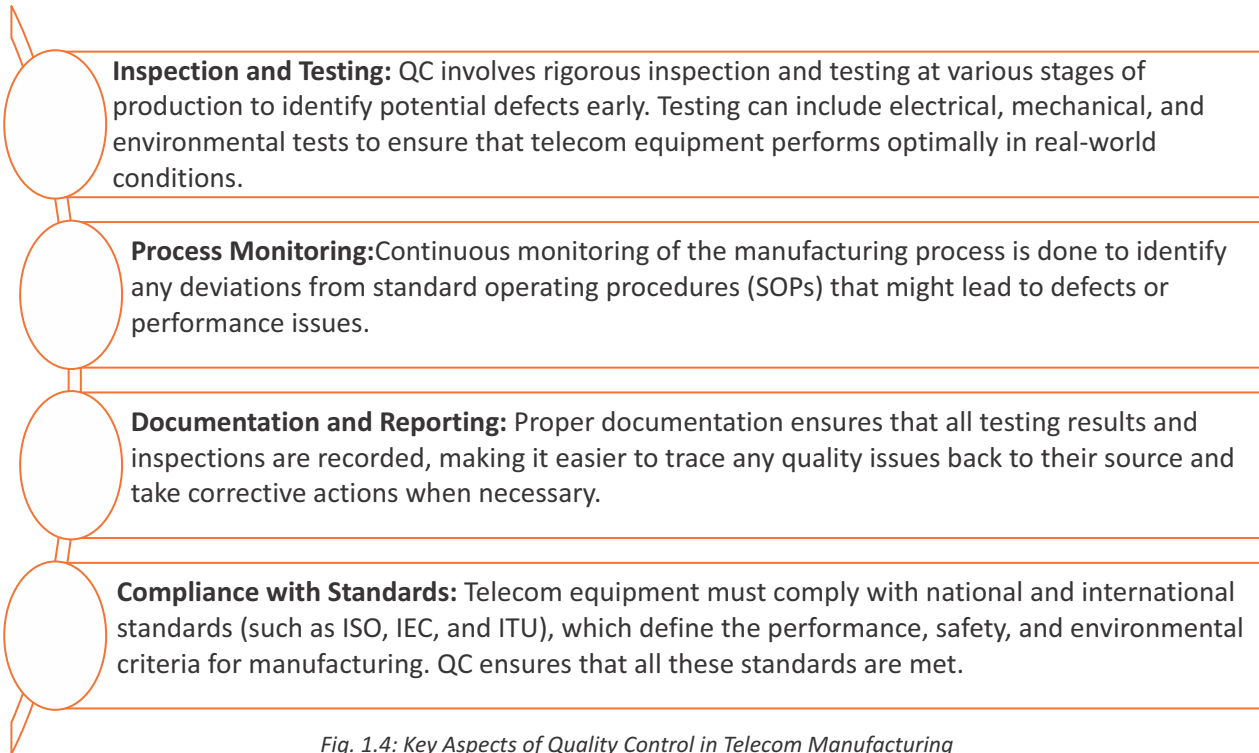 Inspection and Testing: QC involves rigorous inspection and testing at various stages of
production to identify potential defects early. Testing can include electrical, mechanical, and
environmental tests to ensure that telecom equipment performs optimally in real-world
conditions.
Process Monitoring:Continuous monitoring of the manufacturing process is done to identify
any deviations from standard operating procedures (SOPs) that might lead to defects or
performance issues.
Documentation and Reporting: Proper documentation ensures that all testing results and
inspections are recorded, making it easier to trace any quality issues back to their source and
take corrective actions when necessary.
Compliance with Standards: Telecom equipment must comply with national and international
standards (such as ISO, IEC, and ITU), which define the performance, safety, and environmental
criteria for manufacturing. QC ensures that all these standards are met.
Fig. 1.4: Key Aspects of Quality Control in Telecom Manufacturing